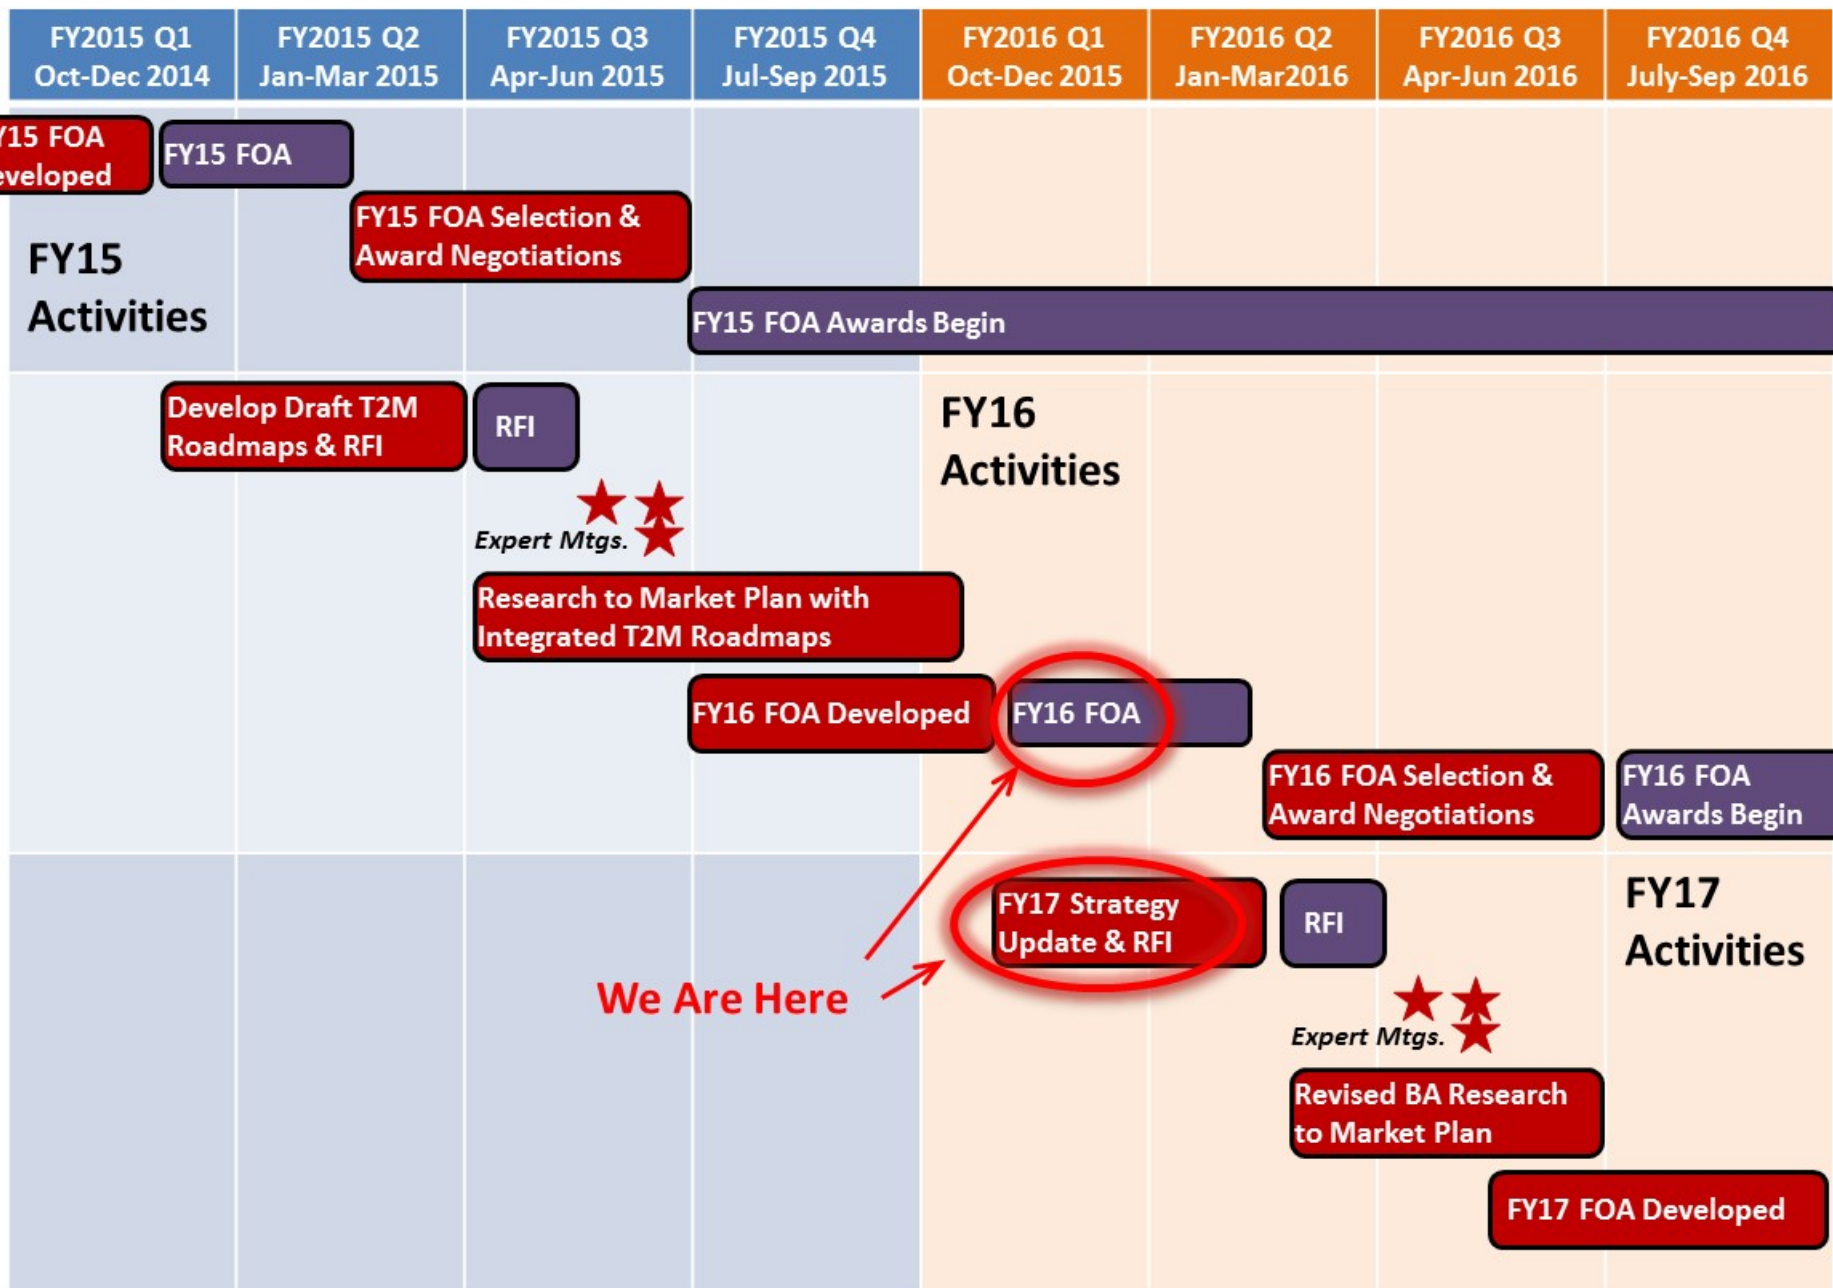 FY2015 Q1
Oct-Dec 2014
FY2015 Q2
Jan-Mar 2015
FY2015 Q3
Apr-Jun 2015
FY2015 Q4
Jul-Sep 2015
FY2016 Q1
Oct-Dec 2015
FY2016 Q2
Jan-Mar2016
FY2016 Q3
Apr-Jun 2016
FY2016 Q4
July-Sep 2016
Y15 FOA
eveloped
FY15 FOA
FY15 FOA Selection &
Award Negotiations
FY15
Activities
FY15 FOA Awards Begin
Develop Draft T2M
Roadmaps & RFI
RFI
FY16
Activities
Expert Mtgs.
Research to Market Plan with
Integrated T2M Roadmaps
FY16 FOA Developed
FY16 FOA
FY16 FOA Selection &
Award Negotiations
FY16 FOA
Awards Begin
FY17 Strategy
Update & RFI
RFI
FY17
Activities
We Are Here
Expert Mtgs.
Revised BA Research
to Market Plan
FY17 FOA Developed